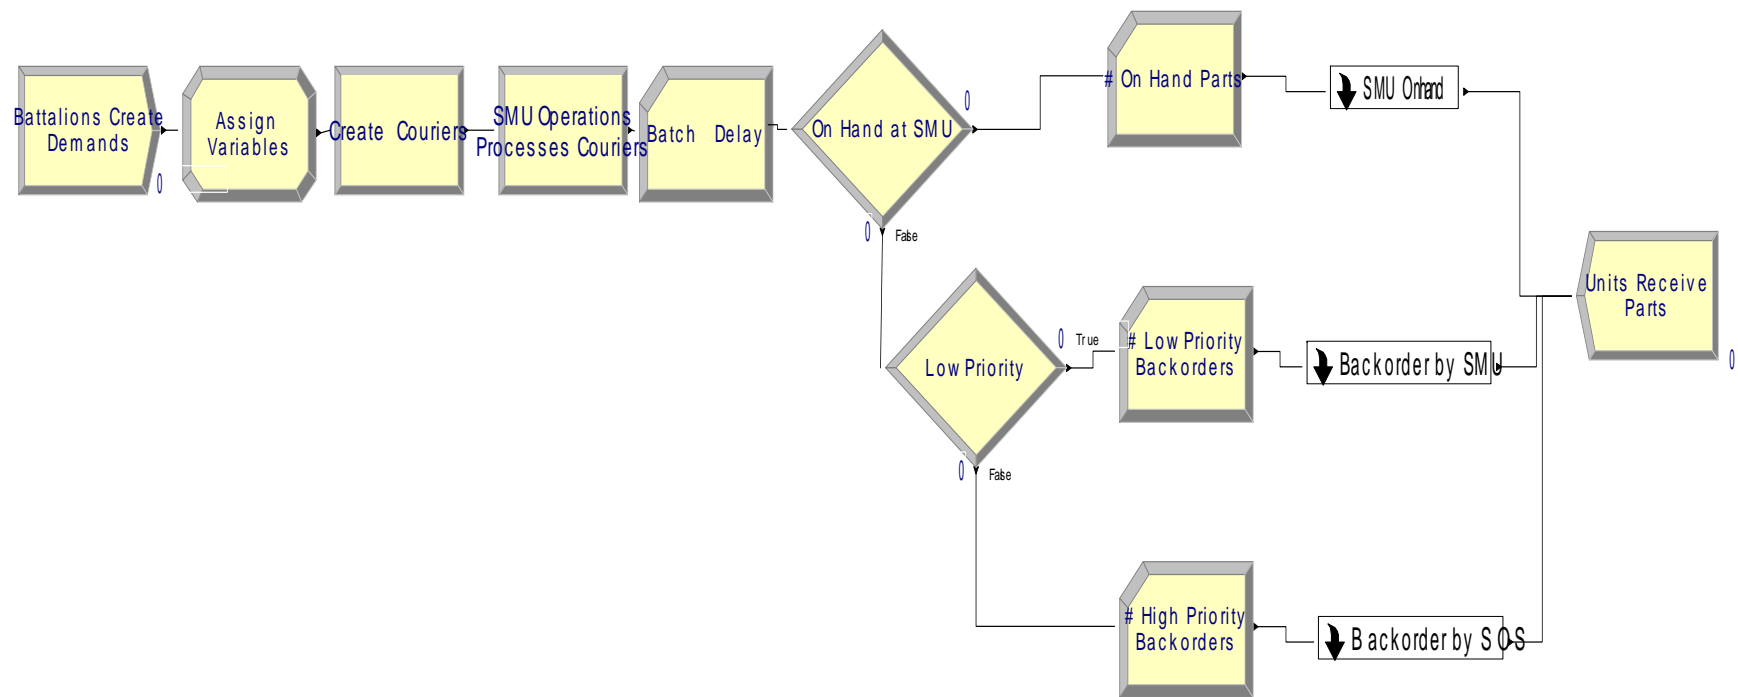 Battalions Create
Demands
0
Assign
Variables
Create Couriers
SMU Operations
Processes Couriers
Batch Delay
On Hand at SMU
0
0
False
# On Hand Parts
SMU Onhand
Low Priority
0
True
0
False
# Low Priority
Backorders
Backorder by SMU
# High Priority
Backorders
Backorder by SOS
Units Receive
Parts
0